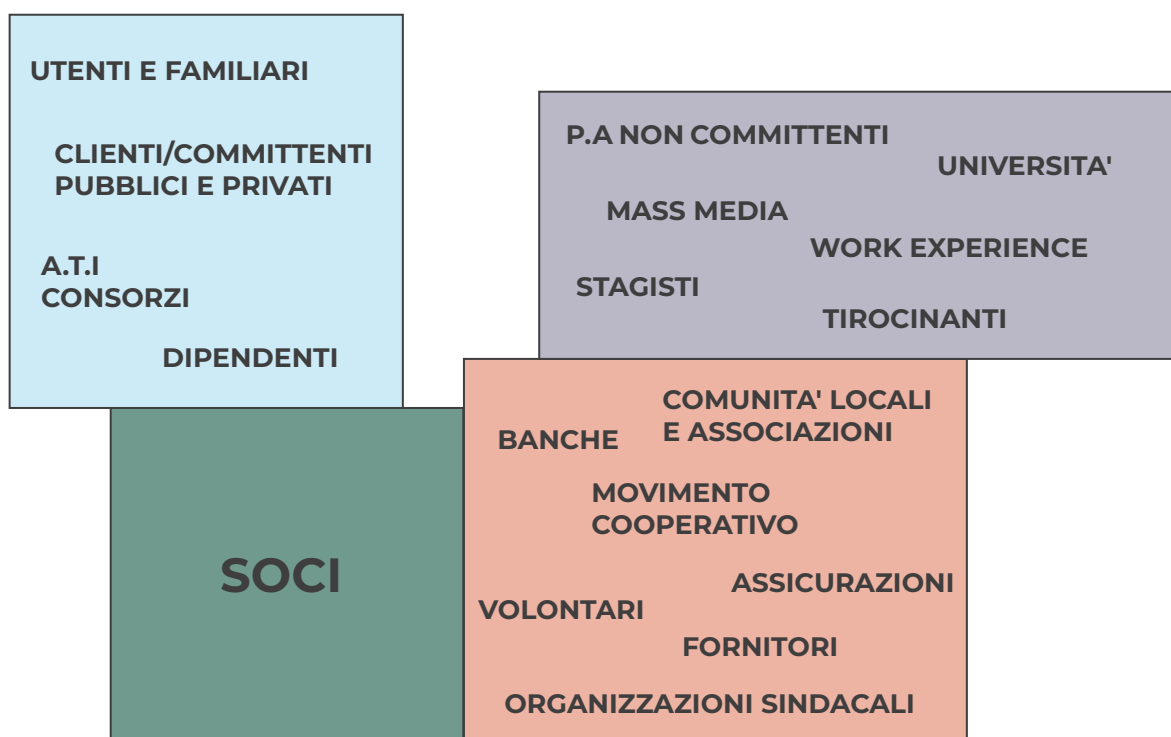 UTENTI E FAMILIARI
CLIENTI/COMMITTENTI
PUBBLICI E PRIVATI
A.T.I
CONSORZI
DIPENDENTI
P.A NON COMMITTENTI
UNIVERSITA'
MASS MEDIA
WORK EXPERIENCE
STAGISTI
TIROCINANTI
SOCI
COMUNITA' LOCALI
E ASSOCIAZIONI
BANCHE
MOVIMENTO
COOPERATIVO
ASSICURAZIONI
VOLONTARI
FORNITORI
ORGANIZZAZIONI SINDACALI